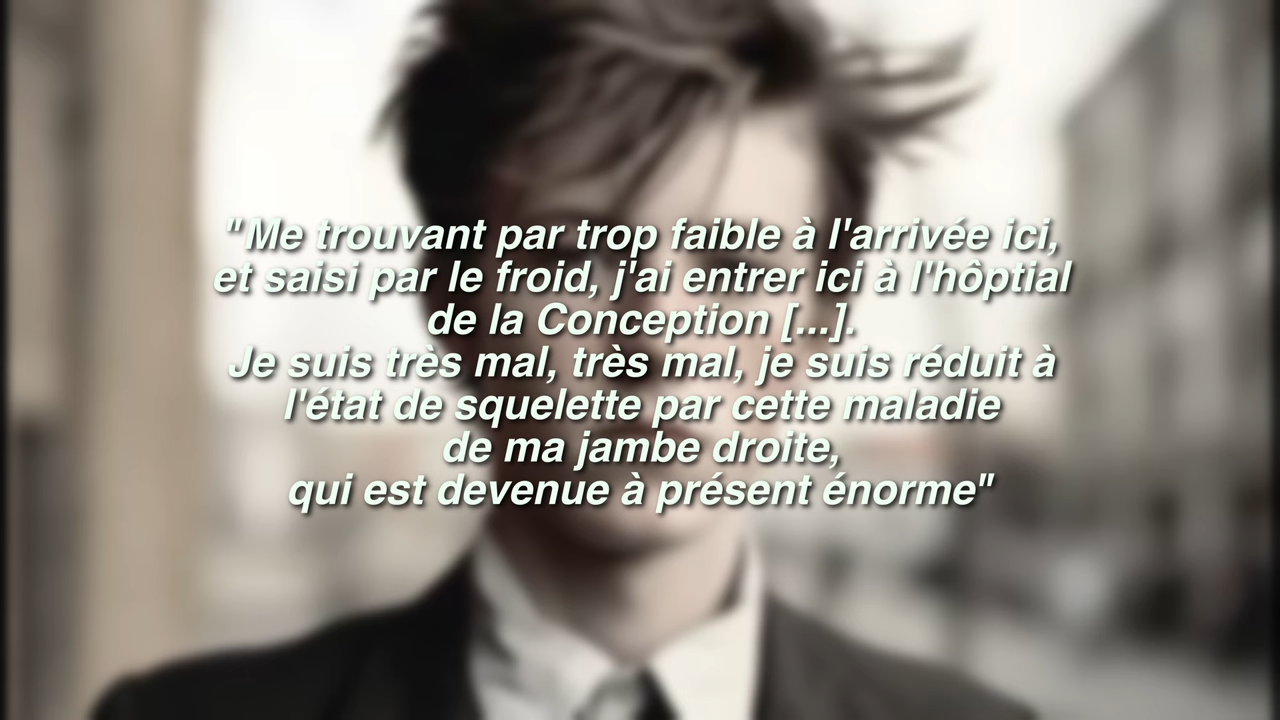 "Me trouvant par trop faible à l'arrivée ici,
et saisi par le froid, j'ai entrer ici à l'hôptial
de la Conception [...].
Je suis très mal, très mal, je suis réduit à
l'état de squelette par cette maladie
de ma jambe droite,
qui est devenue à présent énorme"